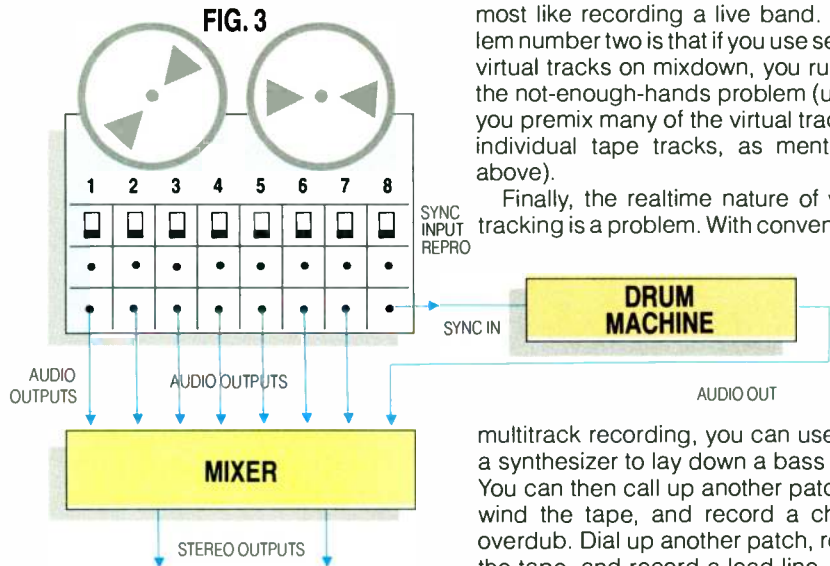 FIG. 3
1 2 3 4 5 6 7 8
SYNC
INPUT
REPRO
SYNC IN
DRUM
MACHINE
AUDIO OUT
AUDIO
OUTPUTS
AUDIO OUTPUTS
MIXER
STEREO OUTPUTS
most like recording a live band.
lem number two is that if you use se
virtual tracks on mixdown, you ru
the not-enough-hands problem (u
you premix many of the virtual trac
individual tape tracks, as ment
above).
Finally, the realtime nature of v
tracking is a problem. With conven
multitrack recording, you can use
a synthesizer to lay down a bass
You can then call up another patc
wind the tape, and record a ch
overdub. Dial up another patch, re
the tape, and record a lead line.